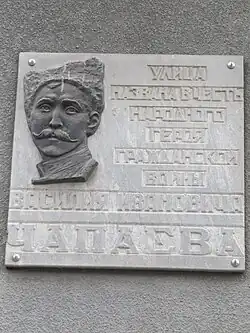 УЛИЦА
НАЗВАНА В ЧЕСТЬ
НАРОДНОГО
ГЕРОЯ
ГРАЖДАНСКОЙ
ВОЙНЫ
ВАСИЛИЯ ИВАНОВИЧА
ЧАПАЕВА